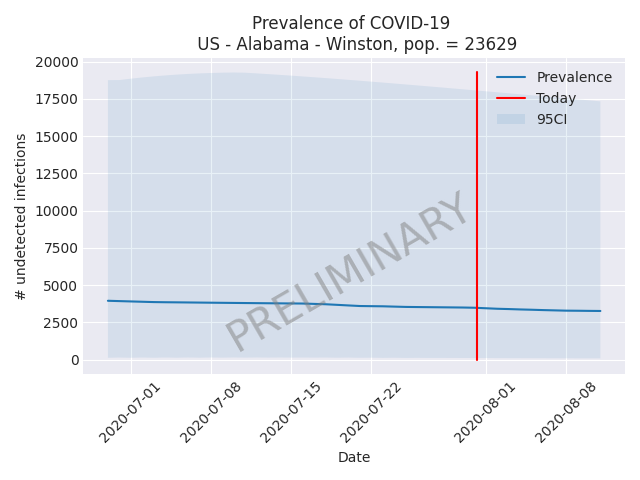 Prevalence of COVID-19
US - Alabama - Winston, pop. = 23629
# undetected infections
20000
17500
15000
12500
10000
7500
5000
2500
0
Prevalence
Today
95CI
PRELIMINARY
2020-07-01
2020-07-08
2020-07-15
2020-07-22
2020-08-01
2020-08-08
Date